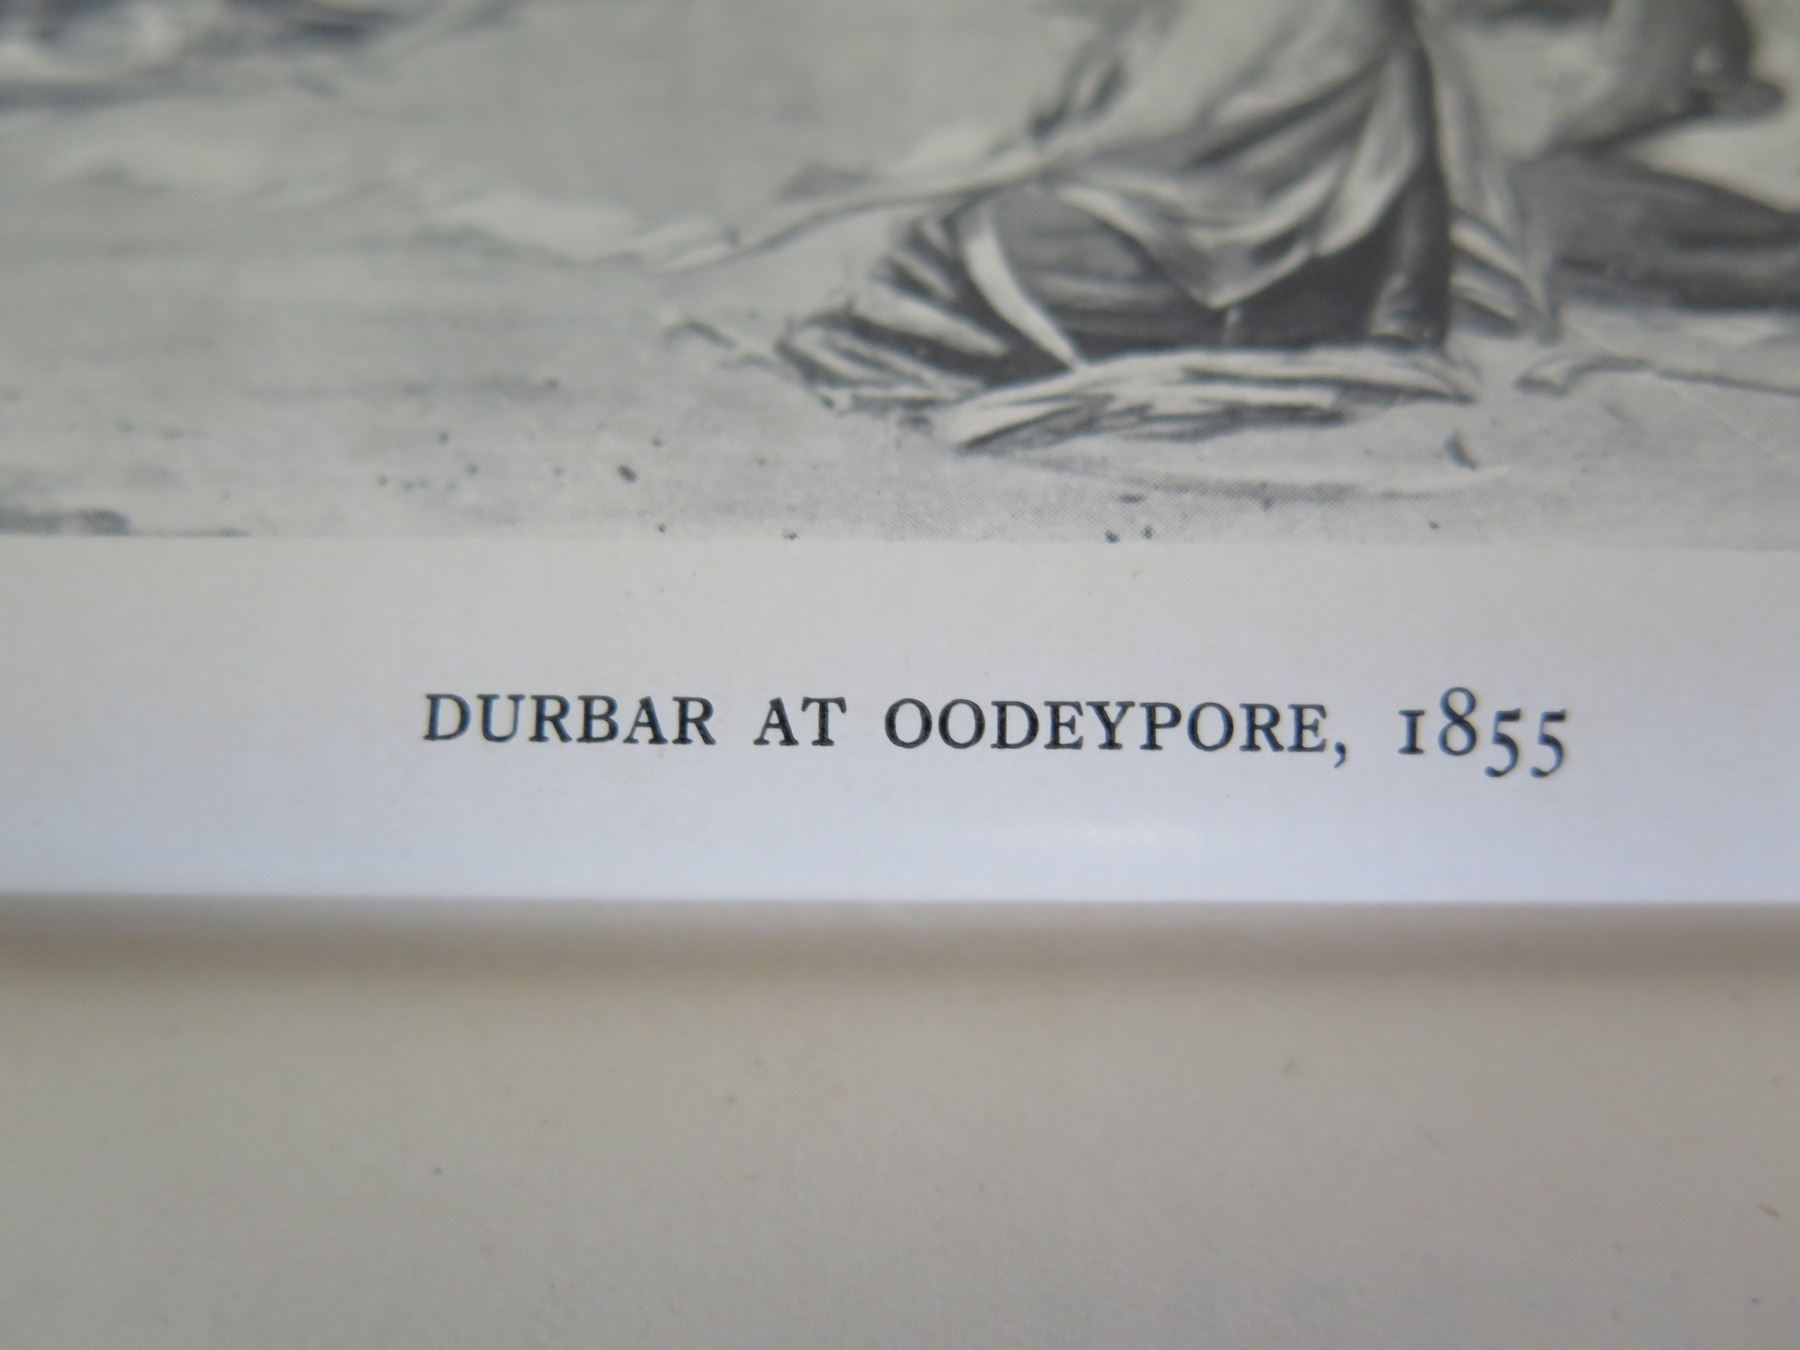 DURBAR AT OODEYPORE, 1855